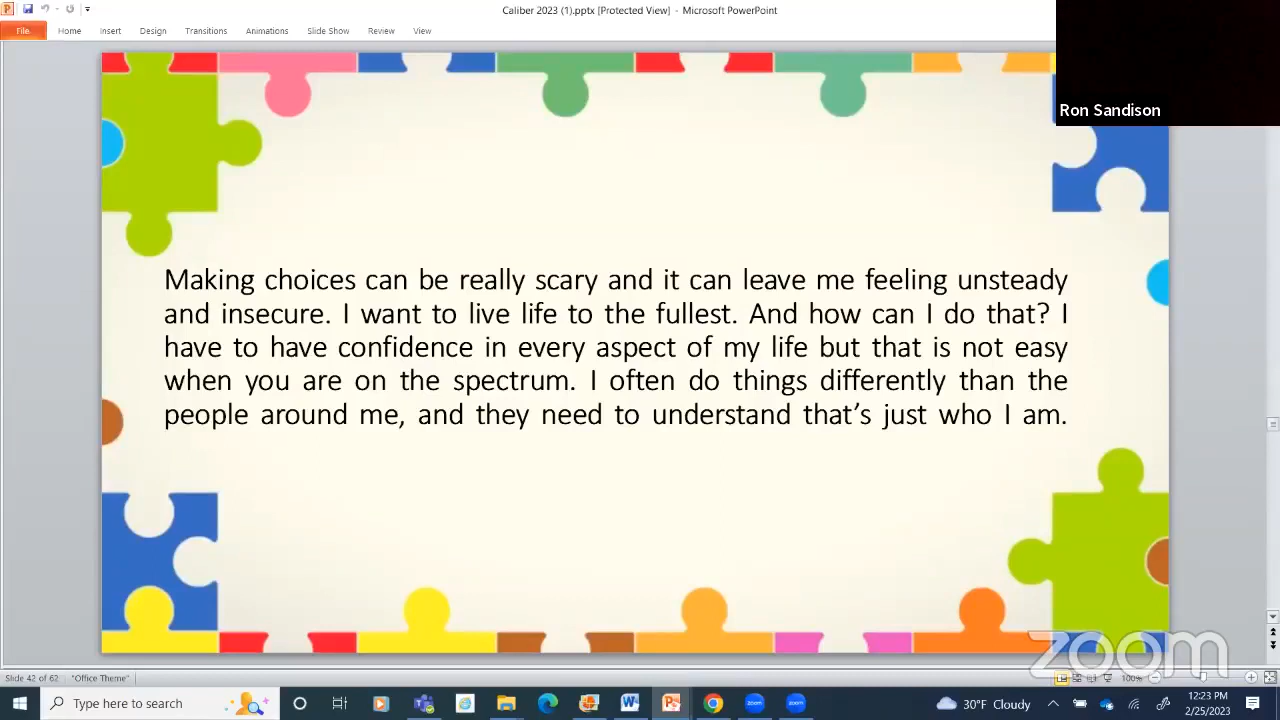 Caliber 2023 (1).pptx [Protected View] - Microsoft PowerPoint
File Home Insert Design Transitions Animations Slide Show Review View
Ron Sandison
Making choices can be really scary and it can leave me feeling unsteady
and insecure. I want to live life to the fullest. And how can I do that? I
have to have confidence in every aspect of my life but that is not easy
when you are on the spectrum. I often do things differently than the
people around me, and they need to understand that’s just who I am.
zoom
Slide 42 of 62 "Office Theme" 100%
Type here to search 30°F Cloudy 12:23 PM
2/25/2023